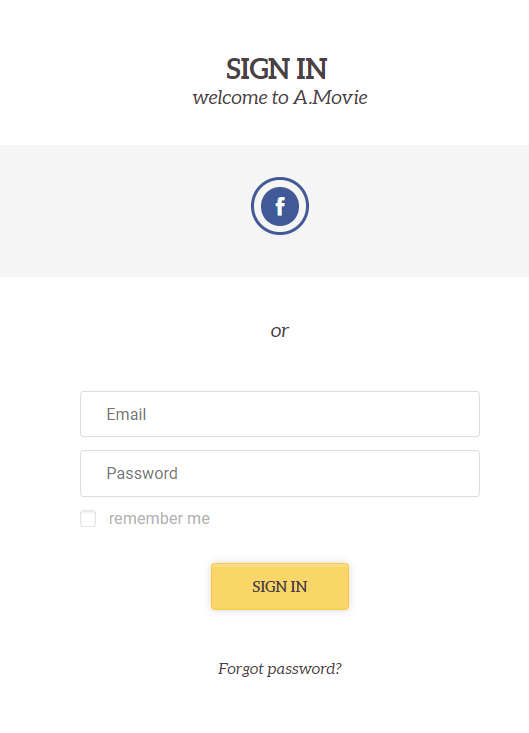 SIGN IN
welcome to A.Movie
f
or
Email
Password
remember me
SIGN IN
Forgot password?